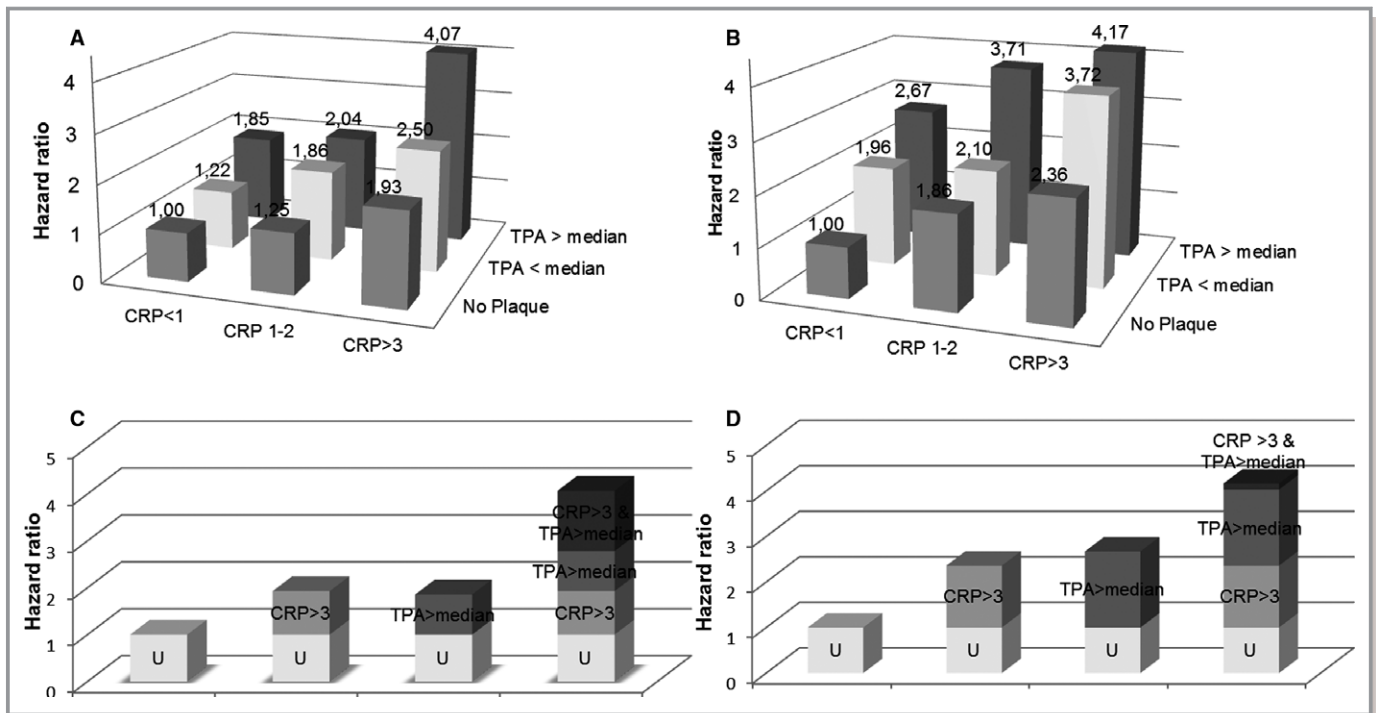 A
Hazard ratio
4
3
2
1
0
1,85
2,04
4,07
1,22
1,86
2,50
1,00
1,25
1,93
TPA > median
TPA < median
No Plaque
CRP<1
CRP 1-2
CRP>3
B
Hazard ratio
4
3
2
1
0
2,67
3,71
4,17
1,96
2,10
3,72
1,00
1,86
2,36
TPA > median
TPA < median
No Plaque
CRP<1
CRP 1-2
CRP>3
C
Hazard ratio
5
4
3
2
1
0
U
CRP>3
U
TPA>median
U
CRP>3 &
TPA>median
TPA>median
CRP>3
U
D
Hazard ratio
5
4
3
2
1
0
U
CRP>3
U
TPA>median
U
CRP >3 &
TPA>median
TPA>median
CRP>3
U